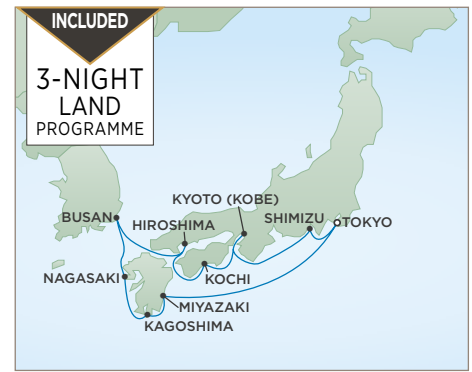 INCLUDED
3-NIGHT
LAND
PROGRAMME
KYOTO (KOBE)
BUSAN
HIROSHIMA
SHIMIZU
TOKYO
NAGASAKI
KOCHI
MIYAZAKI
KAGOSHIMA